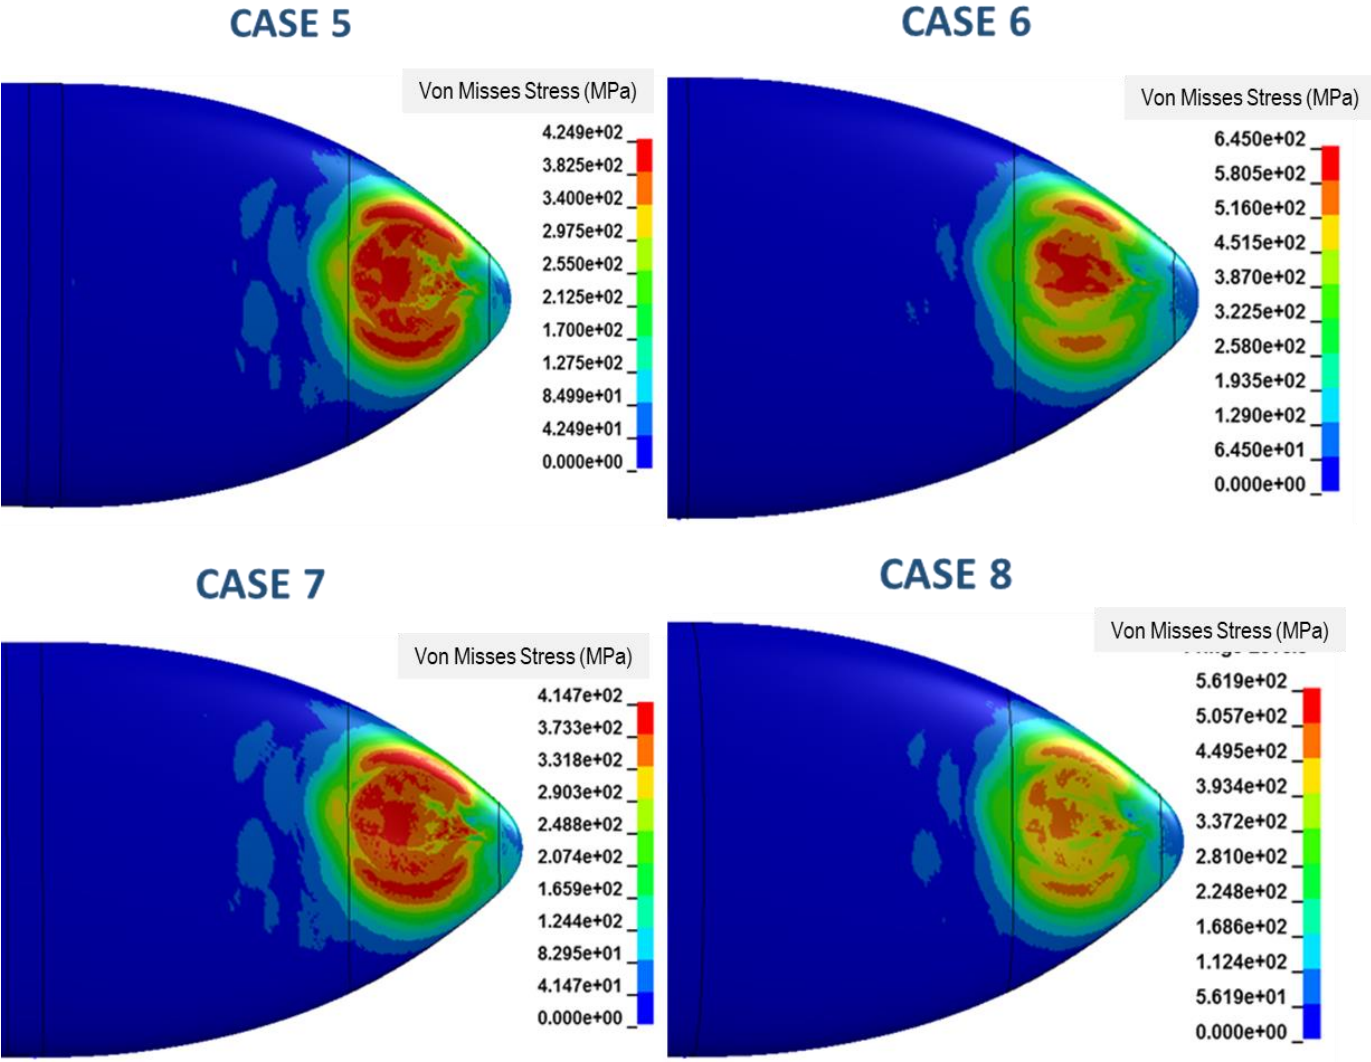 CASE 5
Von Misses Stress (MPa)
4.249e+02
3.825e+02
3.400e+02
2.975e+02
2.550e+02
2.125e+02
1.700e+02
1.275e+02
8.499e+01
4.249e+01
0.000e+00
CASE 6
Von Misses Stress (MPa)
6.450e+02
5.805e+02
5.160e+02
4.515e+02
3.870e+02
3.225e+02
2.580e+02
1.935e+02
1.290e+02
6.450e+01
0.000e+00
CASE 7
Von Misses Stress (MPa)
4.147e+02
3.733e+02
3.318e+02
2.903e+02
2.488e+02
2.074e+02
1.659e+02
1.244e+02
8.295e+01
4.147e+01
0.000e+00
CASE 8
Von Misses Stress (MPa)
5.619e+02
5.057e+02
4.495e+02
3.934e+02
3.372e+02
2.810e+02
2.248e+02
1.686e+02
1.124e+02
5.619e+01
0.000e+00